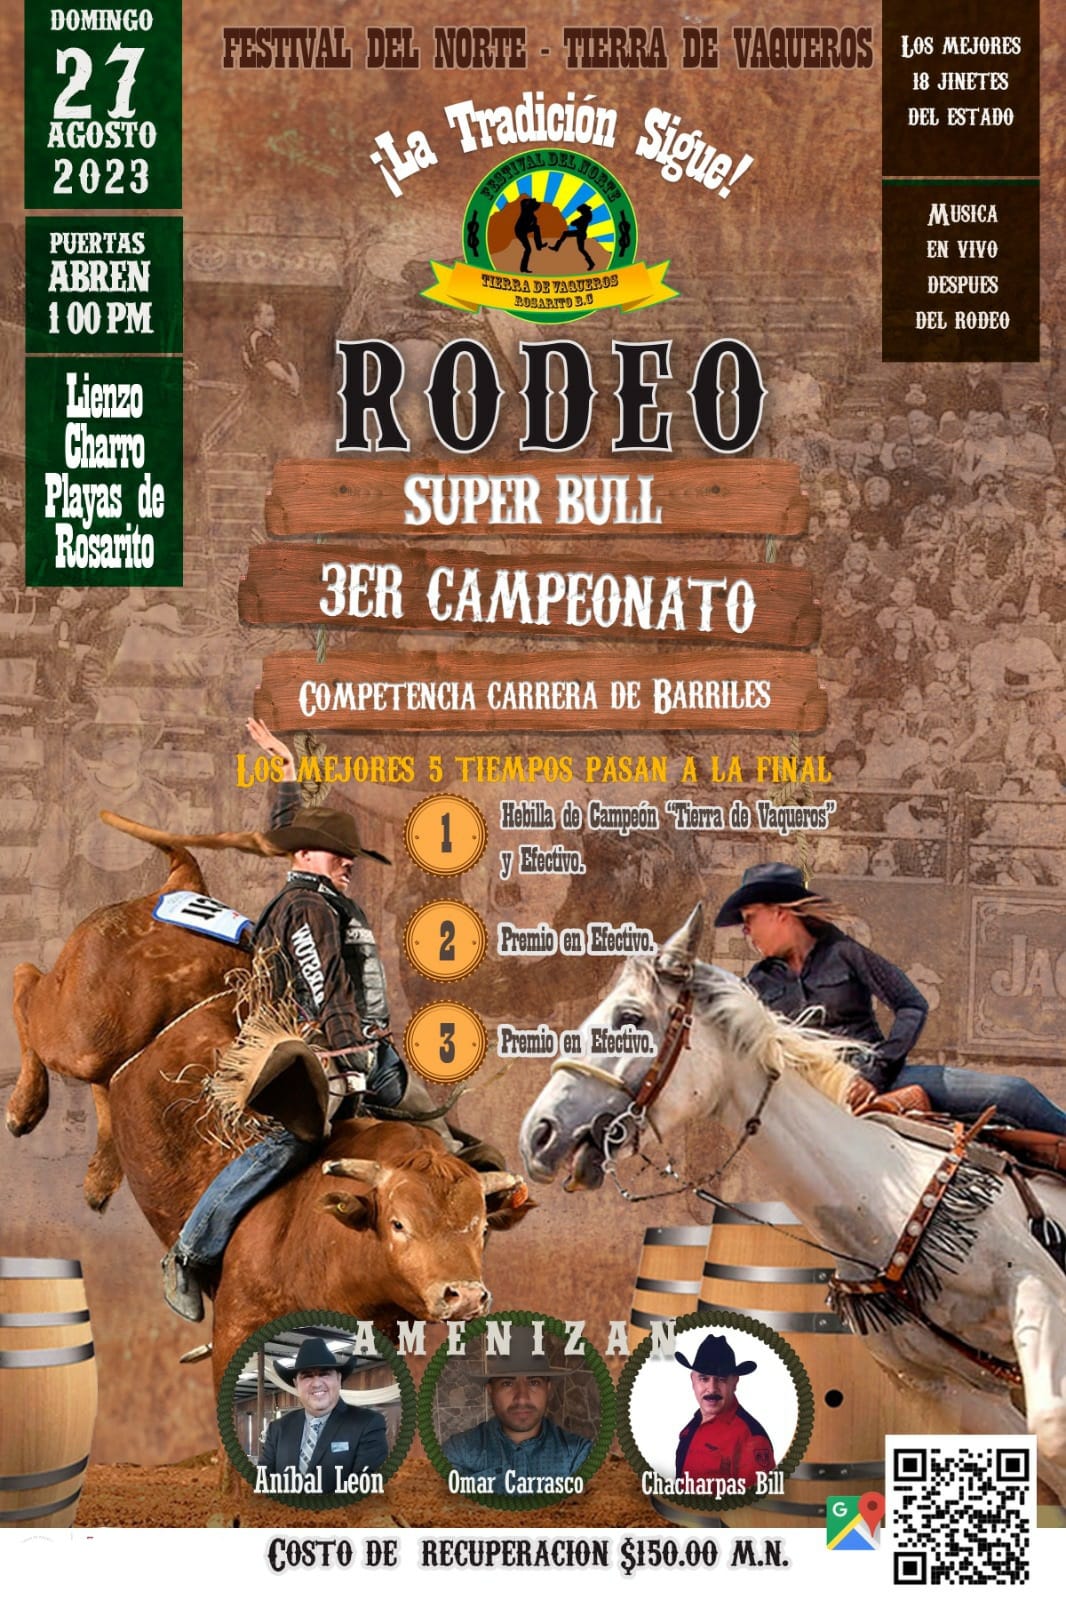 DOMINGO
27
AGOSTO
2023
PUERTAS
ABREN
1 00 PM
Lienzo
Charro
Playas de
Rosarito
FESTIVAL DEL NORTE - TIERRA DE VAQUEROS
¡La Tradición Sigue!
FESTIVAL DEL NORTE
TIERRA DE VAQUEROS
ROSARITO B.C
LOS MEJORES
18 JINETES
DEL ESTADO
MUSICA
EN VIVO
DESPUES
DEL RODEO
RODEO
SUPER BULL
3ER CAMPEONATO
COMPETENCIA CARRERA DE BARRILES
LOS MEJORES 5 TIEMPOS PASAN A LA FINAL
1
Hebilla de Campeón “Tierra de Vaqueros”
y Efectivo.
2
Premio en Efectivo.
3
Premio en Efectivo.
AMENIZAN
Aníbal León
Omar Carrasco
Chacharpas Bill
G
COSTO DE RECUPERACION $150.00 M.N.